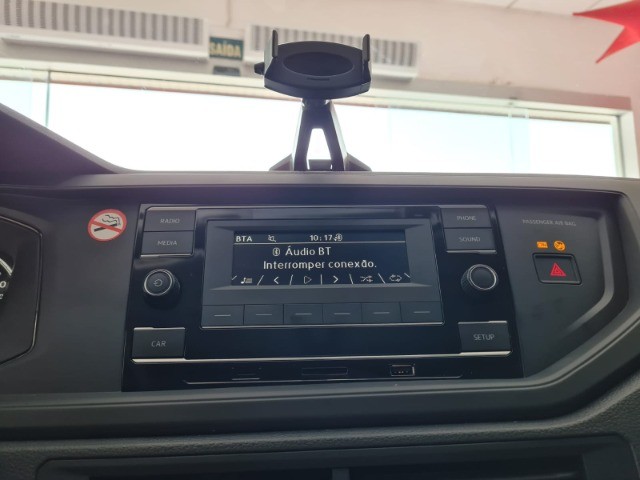 SAÍDA
RADIO
MEDIA
BTA 10:17
Áudio BT
Interromper conexão.
PHONE
SOUND
PASSENGER AIR BAG
CAR
SETUP